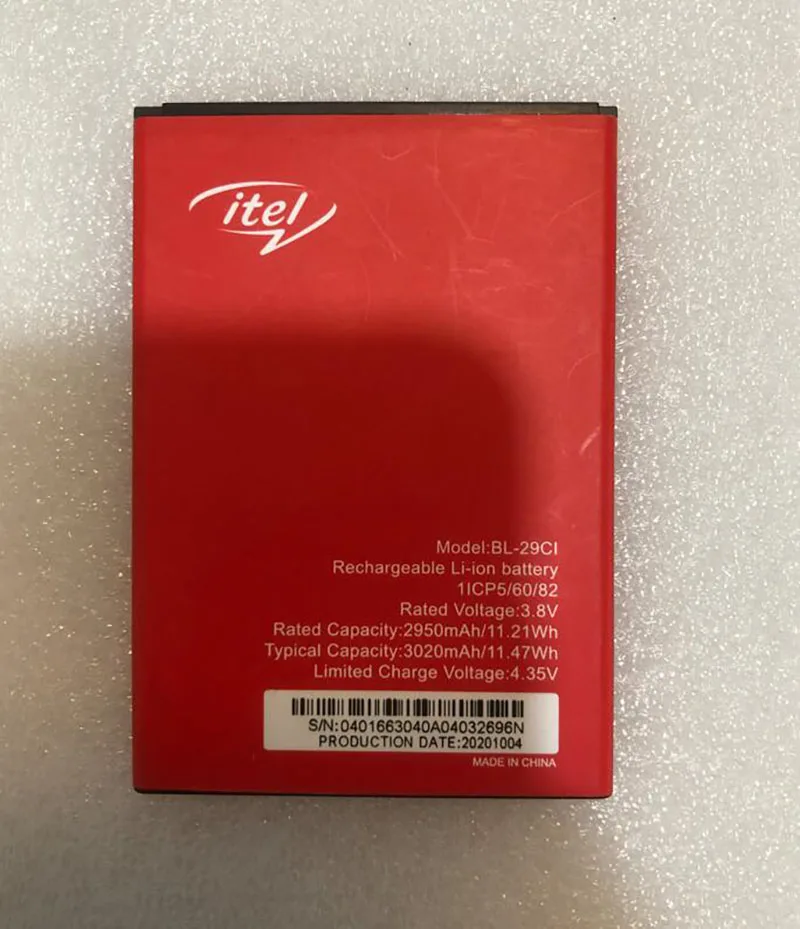 itel
Model:BL-29CI
Rechargeable Li-ion battery
1ICP5/60/82
Rated Voltage:3.8V
Rated Capacity:2950mAh/11.21Wh
Typical Capacity:3020mAh/11.47Wh
Limited Charge Voltage:4.35V
S/N:0401663040A04032696N
PRODUCTION DATE:20201004
MADE IN CHINA